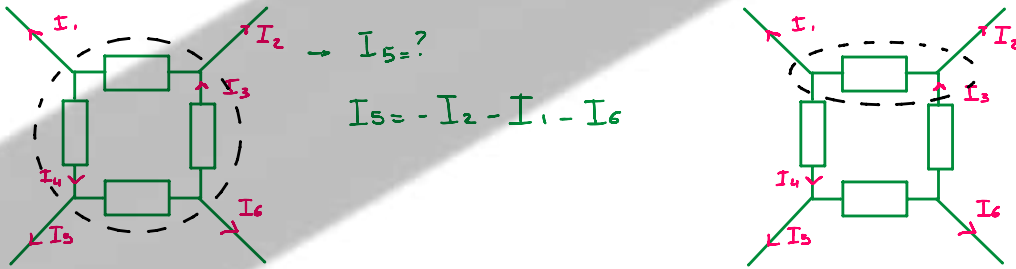 I₁
I₂
→ I₅ = ?
I₃
I₅ = - I₂ - I₁ - I₆
I₄
I₆
I₅
I₁
I₂
I₃
I₄
I₆
I₅